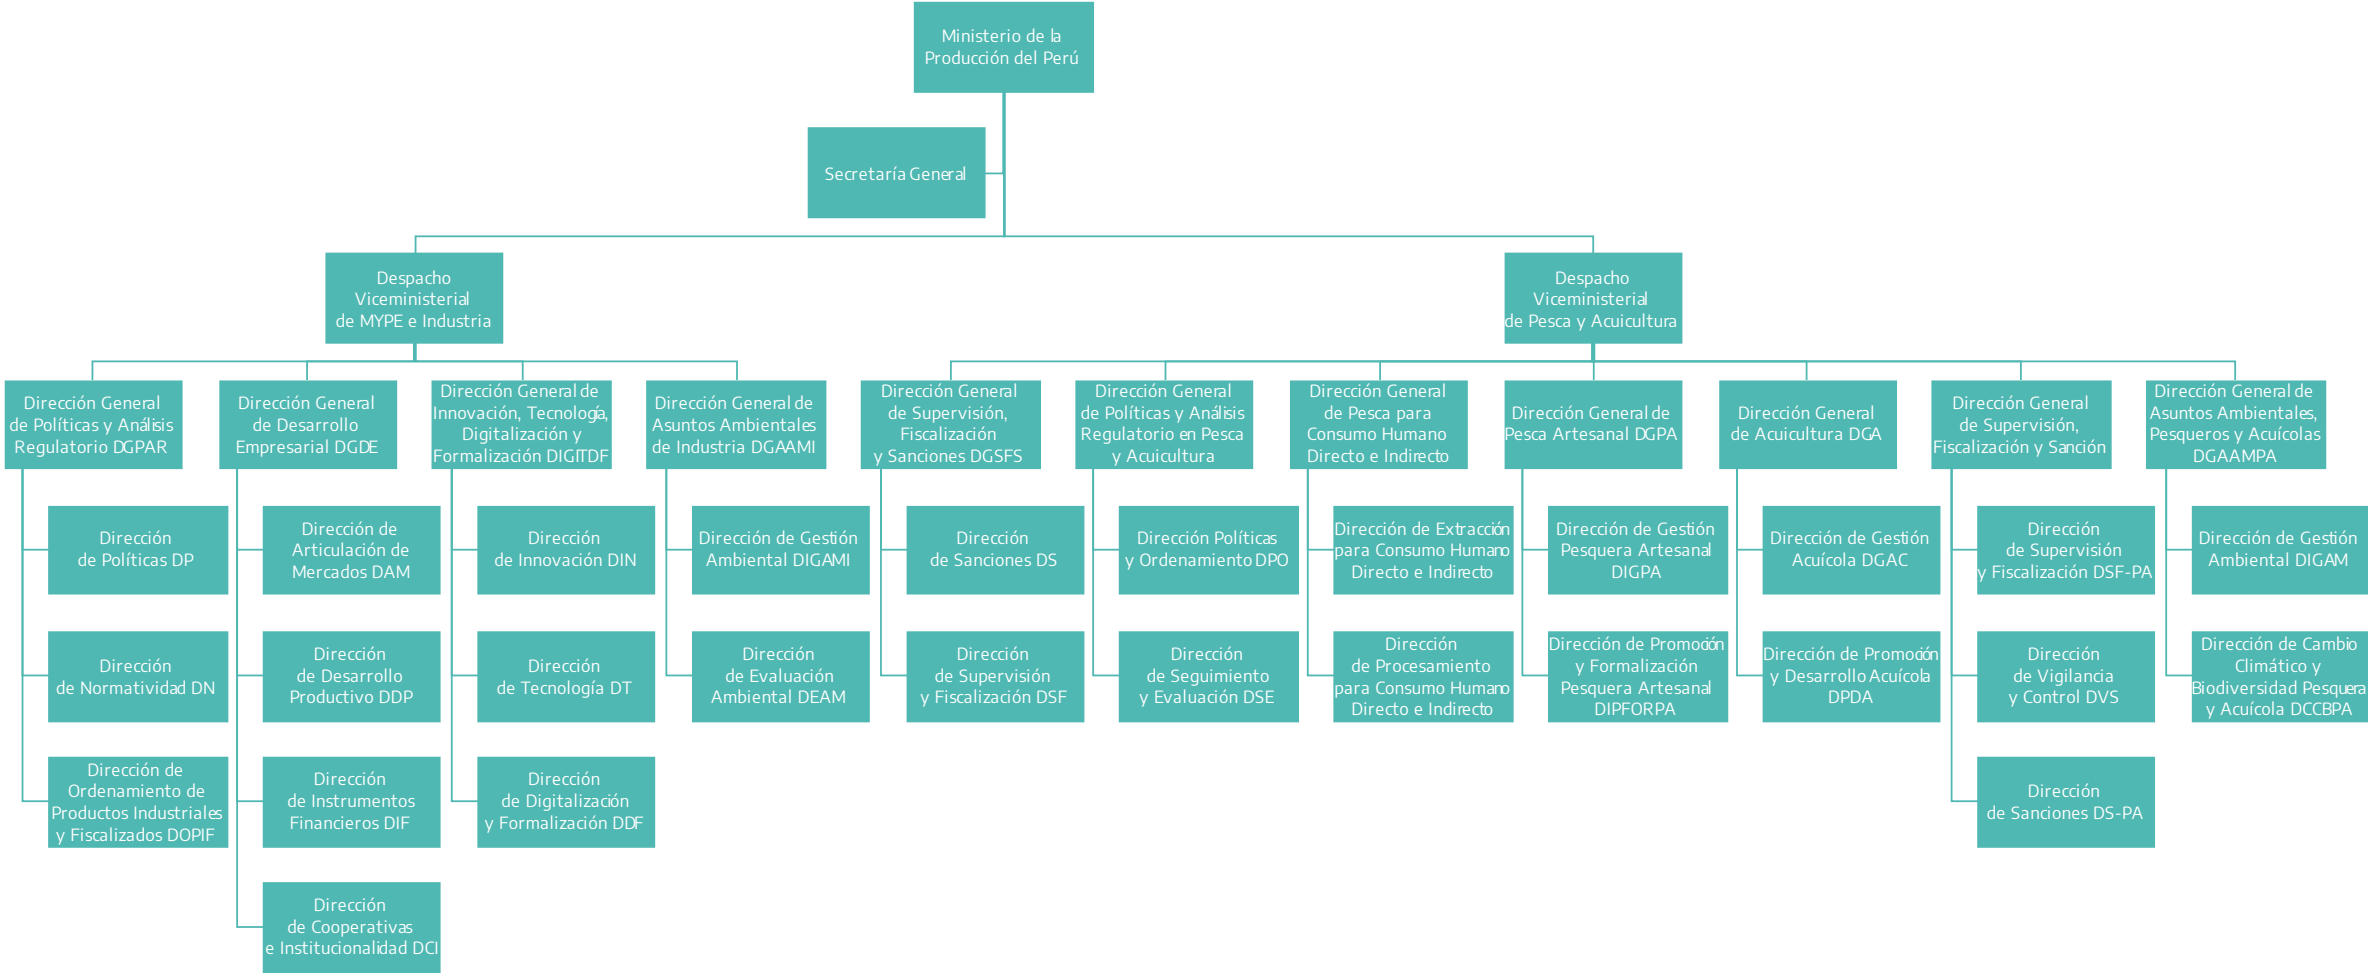 Ministerio de la
Producción del Perú
Secretaría General
Despacho
Viceministerial
de MYPE e Industria
Despacho
Viceministerial
de Pesca y Acuicultura
Dirección General
de Políticas y Análisis
Regulatorio DGPAR
Dirección General
de Desarrollo
Empresarial DGDE
Dirección General de
Innovación, Tecnología,
Digitalización y
Formalización DIGITDF
Dirección General de
Asuntos Ambientales
de Industria DGAAMI
Dirección General
de Supervisión,
Fiscalización
y Sanciones DGSFS
Dirección General
de Políticas y Análisis
Regulatorio en Pesca
y Acuicultura
Dirección General
de Pesca para
Consumo Humano
Directo e Indirecto
Dirección General de
Pesca Artesanal DGPA
Dirección General
de Acuicultura DGA
Dirección General
de Supervisión,
Fiscalización y Sanción
Dirección General de
Asuntos Ambientales,
Pesqueros y Acuícolas
DGAAMPA
Dirección
de Políticas DP
Dirección de
Articulación de
Mercados DAM
Dirección
de Innovación DIN
Dirección de Gestión
Ambiental DIGAMI
Dirección
de Sanciones DS
Dirección Políticas
y Ordenamiento DPO
Dirección de Extracción
para Consumo Humano
Directo e Indirecto
Dirección de Gestión
Pesquera Artesanal
DIGPA
Dirección de Gestión
Acuícola DGAC
Dirección
de Supervisión
y Fiscalización DSF-PA
Dirección de Gestión
Ambiental DIGAM
Dirección
de Normatividad DN
Dirección
de Desarrollo
Productivo DDP
Dirección
de Tecnología DT
Dirección
de Evaluación
Ambiental DEAM
Dirección
de Supervisión
y Fiscalización DSF
Dirección
de Seguimiento
y Evaluación DSE
Dirección
de Procesamiento
para Consumo Humano
Directo e Indirecto
Dirección de Promoción
y Formalización
Pesquera Artesanal
DIPFORPA
Dirección de Promoción
y Desarrollo Acuícola
DPDA
Dirección
de Vigilancia
y Control DVS
Dirección de Cambio
Climático y
Biodiversidad Pesquera
y Acuícola DCCBPA
Dirección de
Ordenamiento de
Productos Industriales
y Fiscalizados DOPIF
Dirección
de Instrumentos
Financieros DIF
Dirección
de Digitalización
y Formalización DDF
Dirección
de Sanciones DS-PA
Dirección
de Cooperativas
e Institucionalidad DCI